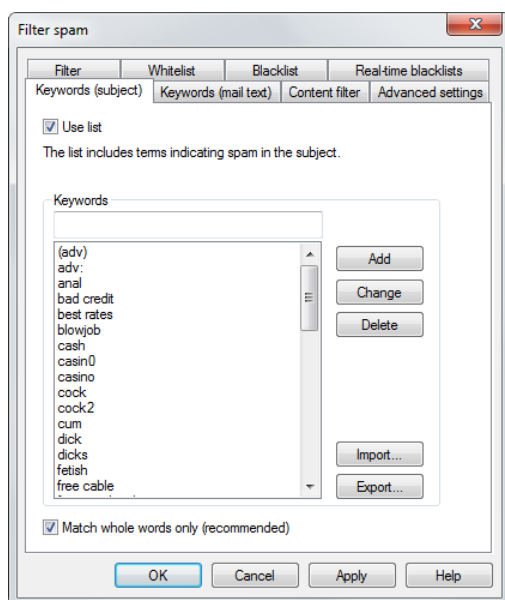 Filter spam
Filter Whitelist Blacklist Real-time blacklists
Keywords (subject) Keywords (mail text) Content filter Advanced settings
Use list
The list includes terms indicating spam in the subject.
Keywords
(adv)
adv:
anal
bad credit
best rates
blowjob
cash
casin0
casino
cock
cock2
cum
dick
dicks
fetish
free cable
Add
Change
Delete
Import...
Export...
Match whole words only (recommended)
OK Cancel Apply Help